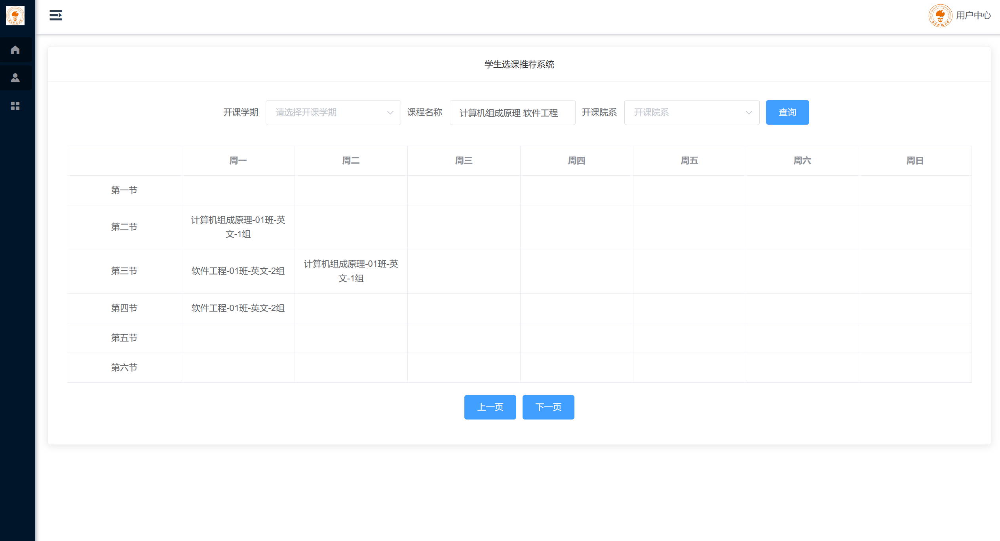 用户中心
学生选课推荐系统
开课学期 请选择开课学期 课程名称 计算机组成原理 软件工程 开课院系 开课院系 查询
周一 周二 周三 周四 周五 周六 周日
第一节
第二节 计算机组成原理-01班-英
文-1组
第三节 软件工程-01班-英文-2组 计算机组成原理-01班-英
文-1组
第四节 软件工程-01班-英文-2组
第五节
第六节
上一页 下一页